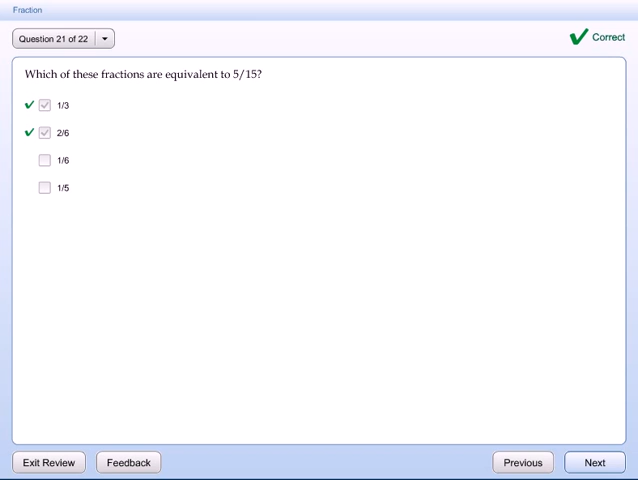 Fraction
Question 21 of 22
Correct
Which of these fractions are equivalent to 5/15?
1/3
2/6
1/6
1/5
Exit Review
Feedback
Previous
Next